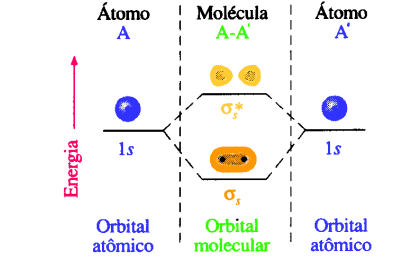 Átomo
A
Molécula
A-A'
Átomo
A'
Energia
σs*
1s
1s
σs
Orbital
atômico
Orbital
molecular
Orbital
atômico